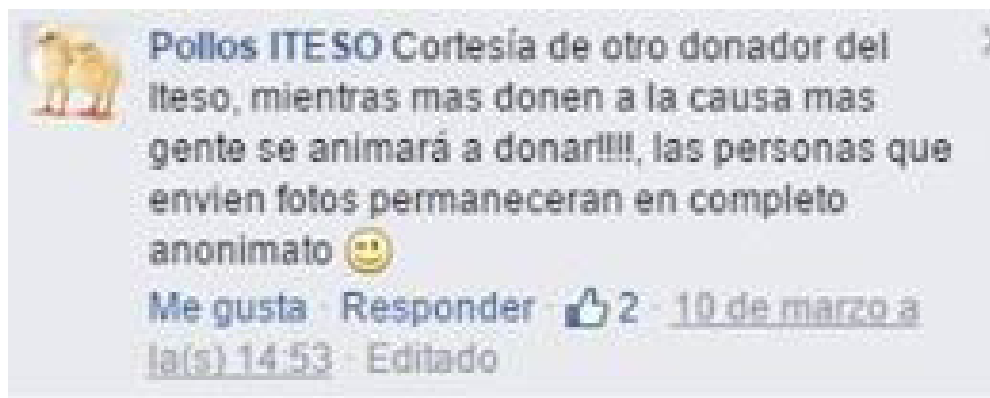 Pollos ITESO Cortesía de otro donador del
Iteso, mientras mas donen a la causa mas
gente se animará a donar!!!!, las personas que
envien fotos permaneceran en completo
anonimato
Me gusta · Responder · 2 · 10 de marzo a
la(s) 14:53 · Editado